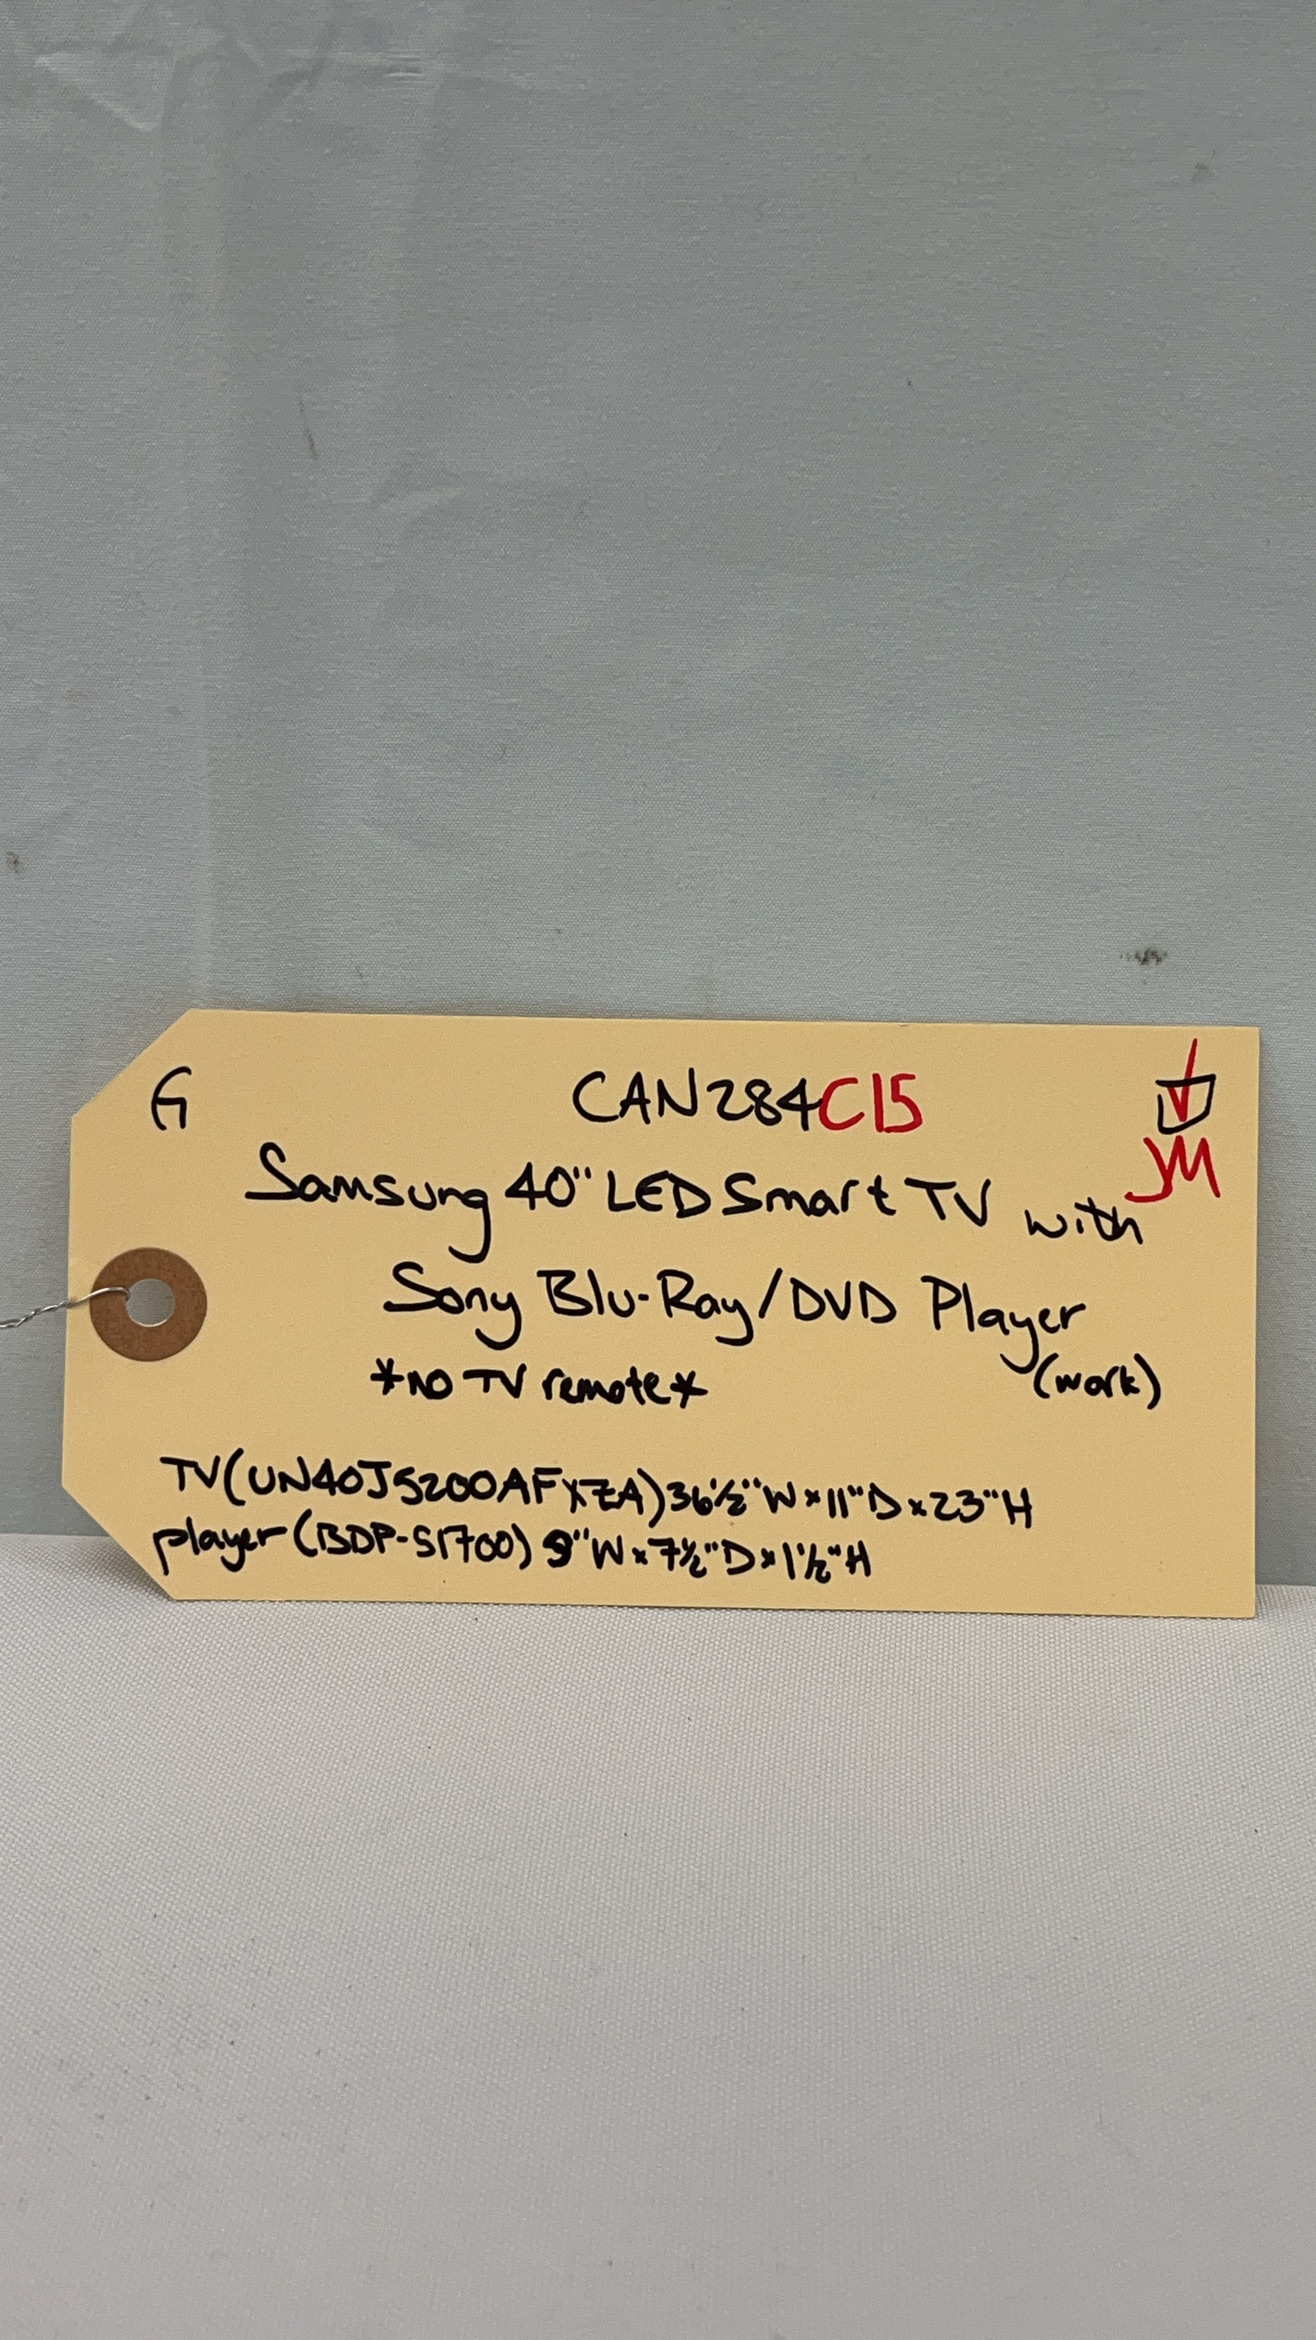 G CAN284C15
JM
Samsung 40" LED Smart TV with
Sony Blu-Ray/DVD Player
*NO TV remote* (work)
TV(UN40J5200AFXZA) 36½"W x 11"D x 23"H
player (BDP-S1700) 9"W x 7½"D x 1½"H